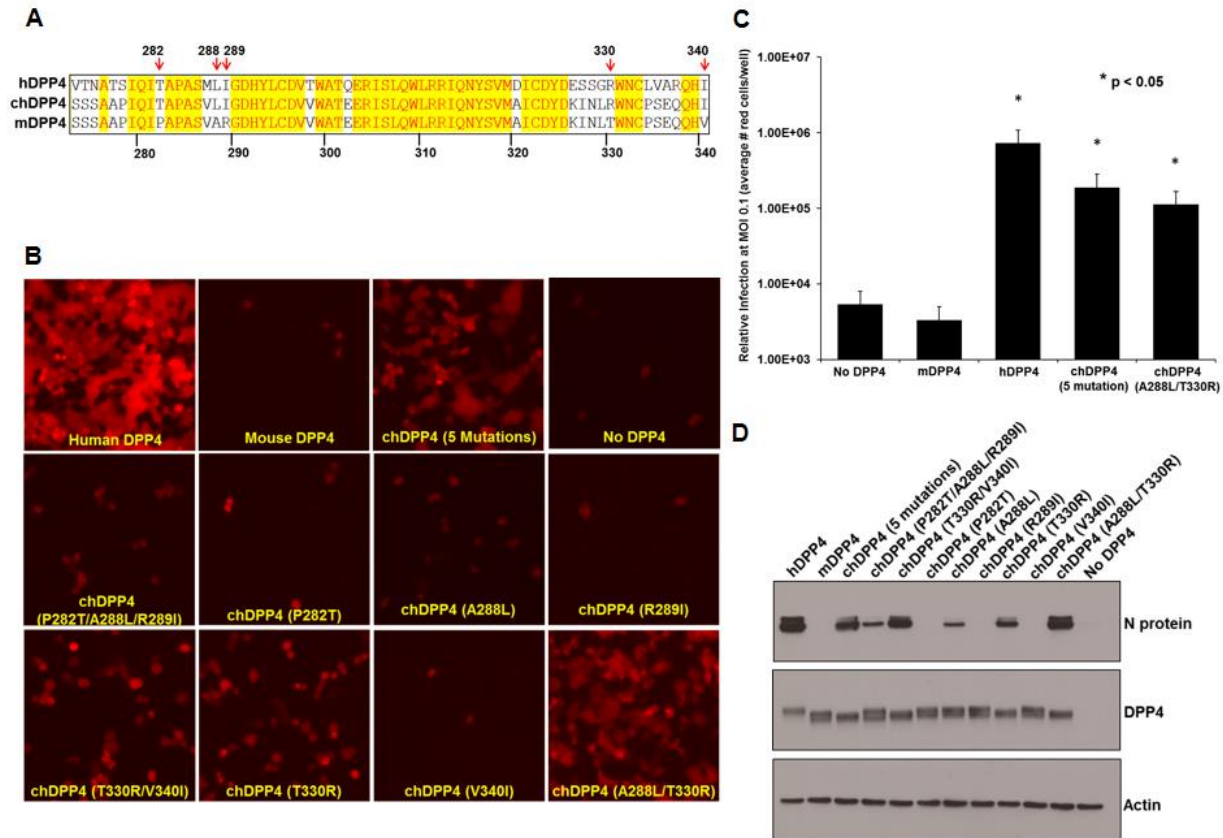 A
282 288 289 330 340
hDPP4 VTNATSIQITAPASMLIGDHYLCDVTWATQERISLQWLRRIQNYSVMDICDYDESSGRWNCLVARQHI
chDPP4 SSSAAPIQITAPASVLIGDHYLCDVVWATEERISLQWLRRIQNYSVMAICDYDKINLRWNCPSEQQHI
mDPP4 SSSAAPIQIPAPASVARGDHYLCDVVWATEERISLQWLRRIQNYSVMAICDYDKINLTWNCPSEQQHV
280 290 300 310 320 330 340
B
Human DPP4
Mouse DPP4
chDPP4 (5 Mutations)
No DPP4
chDPP4
(P282T/A288L/R289I)
chDPP4 (P282T)
chDPP4 (A288L)
chDPP4 (R289I)
chDPP4 (T330R/V340I)
chDPP4 (T330R)
chDPP4 (V340I)
chDPP4 (A288L/T330R)
C
Relative Infection at MOI 0.1 (average # red cells/well)
1.00E+07
1.00E+06
1.00E+05
1.00E+04
1.00E+03
* p < 0.05
*
*
*
No DPP4
mDPP4
hDPP4
chDPP4
(5 mutation)
chDPP4
(A288L/T330R)
D
hDPP4
mDPP4
chDPP4 (5 mutations)
chDPP4 (P282T/A288L/R289I)
chDPP4 (T330R/V340I)
chDPP4 (P282T)
chDPP4 (A288L)
chDPP4 (R289I)
chDPP4 (T330R)
chDPP4 (V340I)
chDPP4 (A288L/T330R)
No DPP4
N protein
DPP4
Actin